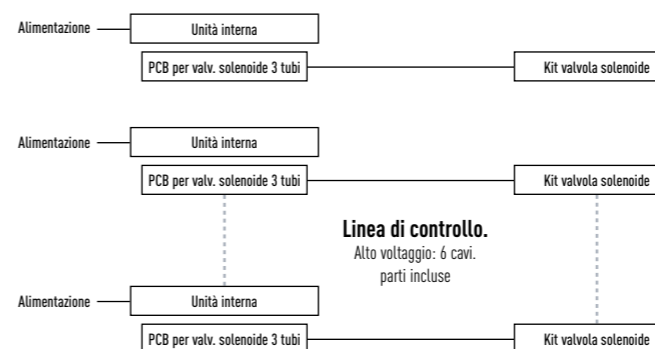 Alimentazione
Unità interna
PCB per valv. solenoide 3 tubi
Kit valvola solenoide
Alimentazione
Unità interna
PCB per valv. solenoide 3 tubi
Kit valvola solenoide
Linea di controllo.
Alto voltaggio: 6 cavi.
parti incluse
Alimentazione
Unità interna
PCB per valv. solenoide 3 tubi
Kit valvola solenoide